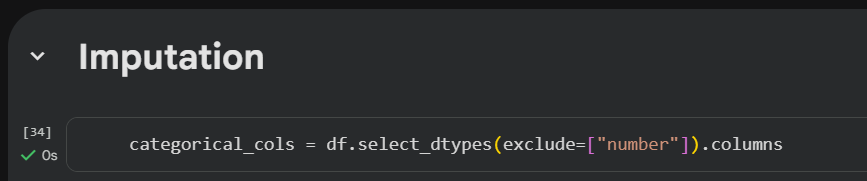 Imputation
[34]
0s
categorical_cols = df.select_dtypes(exclude=["number"]).columns